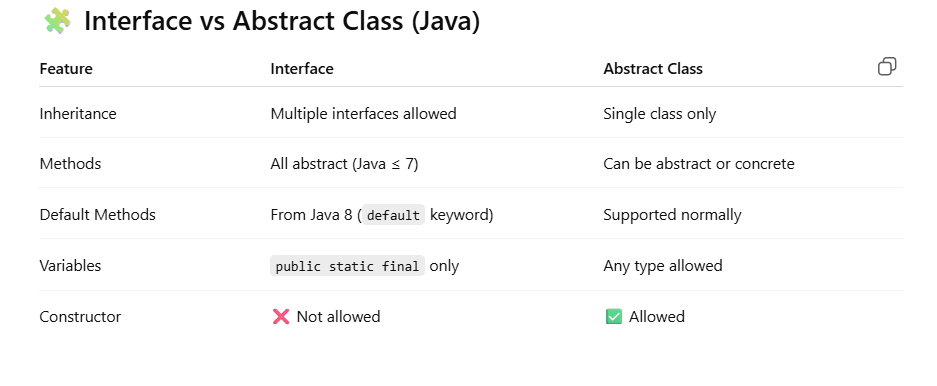 🧩 Interface vs Abstract Class (Java)
Feature Interface Abstract Class
Inheritance Multiple interfaces allowed Single class only
Methods All abstract (Java ≤ 7) Can be abstract or concrete
Default Methods From Java 8 (default keyword) Supported normally
Variables public static final only Any type allowed
Constructor ❌ Not allowed ✅ Allowed